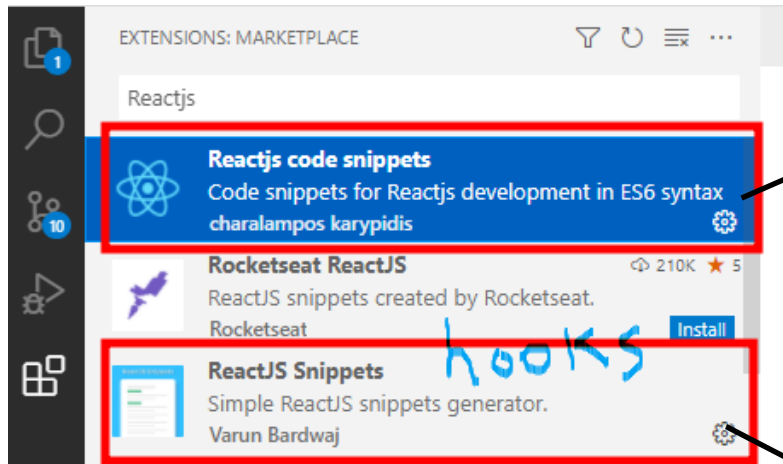 EXTENSIONS: MARKETPLACE
1
Reactjs
Reactjs code snippets
Code snippets for Reactjs development in ES6 syntax
charalampos karypidis
10
Rocketseat ReactJS 210K ★ 5
ReactJS snippets created by Rocketseat.
Rocketseat Install
hooks
ReactJS Snippets
Simple ReactJS snippets generator.
Varun Bardwaj